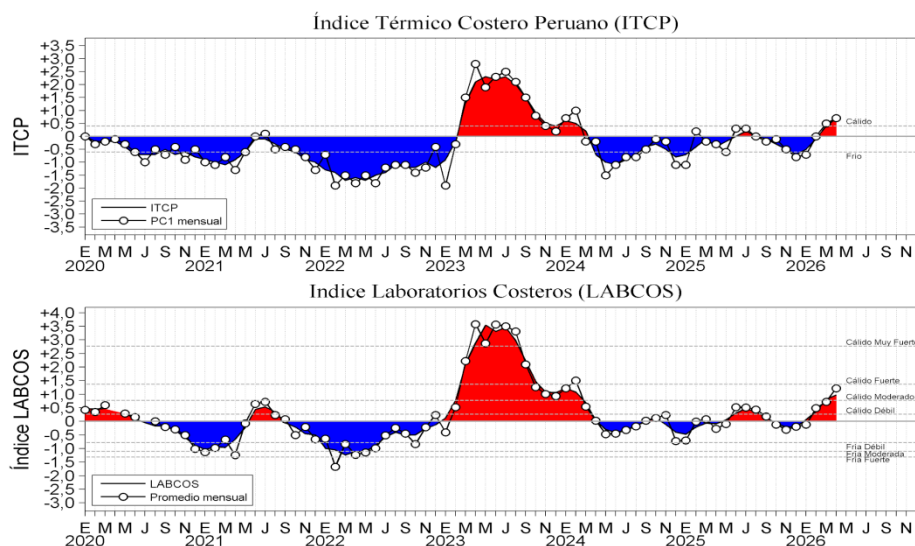 Índice Térmico Costero Peruano (ITCP)
+3,5
+3,0
+2,5
+2,0
+1,5
+1,0
+0,5
0,0
-0,5
-1,0
-1,5
-2,0
-2,5
-3,0
-3,5
ITCP
Cálido
Frío
ITCP
PC1 mensual
E M M J S N E M M J S N E M M J S N E M M J S N E M M J S N E M M J S N E M M J S N
2020 2021 2022 2023 2024 2025 2026
Indice Laboratorios Costeros (LABCOS)
+4,0
+3,5
+3,0
+2,5
+2,0
+1,5
+1,0
+0,5
0,0
-0,5
-1,0
-1,5
-2,0
-2,5
-3,0
Índice LABCOS
Cálido Muy Fuerte
Cálido Fuerte
Cálido Moderado
Cálido Débil
Fría Débil
Fría Moderada
Fría Fuerte
LABCOS
Promedio mensual
E M M J S N E M M J S N E M M J S N E M M J S N E M M J S N E M M J S N E M M J S N
2020 2021 2022 2023 2024 2025 2026